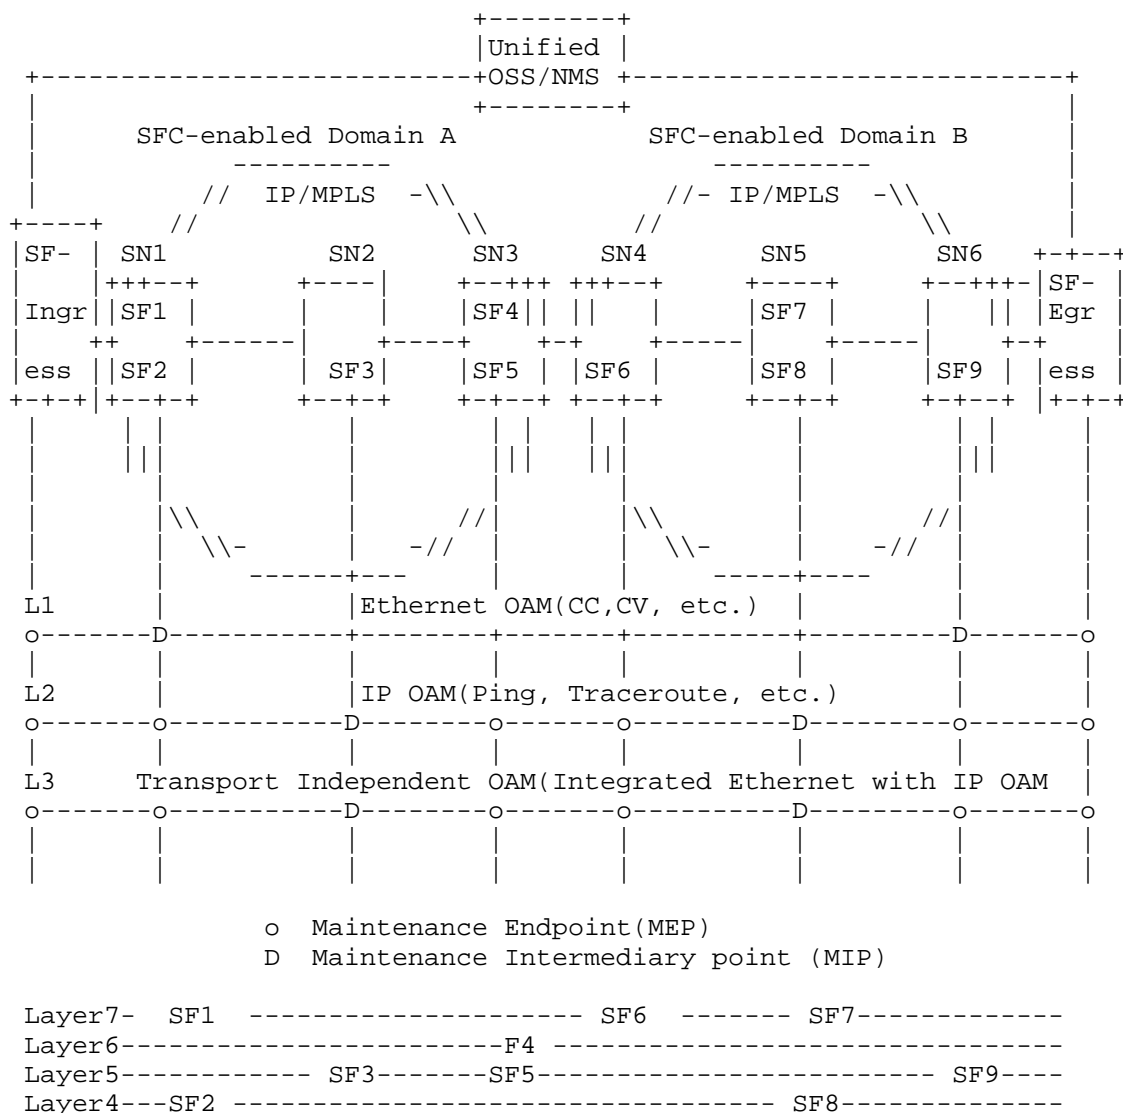 Unified
OSS/NMS
SFC-enabled Domain A SFC-enabled Domain B
IP/MPLS IP/MPLS
SF- SN1 SN2 SN3 SN4 SN5 SN6
SF-
Ingr SF1 SF4 SF7 Egr
ess SF2 SF3 SF5 SF6 SF8 SF9 ess
L1 Ethernet OAM(CC,CV, etc.)
o D D o
L2 IP OAM(Ping, Traceroute, etc.)
o o D o o D o o
L3 Transport Independent OAM(Integrated Ethernet with IP OAM
o o D o o D o o
o Maintenance Endpoint(MEP)
D Maintenance Intermediary point (MIP)
Layer7- SF1 --------------------- SF6 ------- SF7-------------
Layer6------------------------F4 --------------------------------
Layer5------------ SF3-------SF5------------------------- SF9----
Layer4---SF2 ---------------------------------- SF8--------------